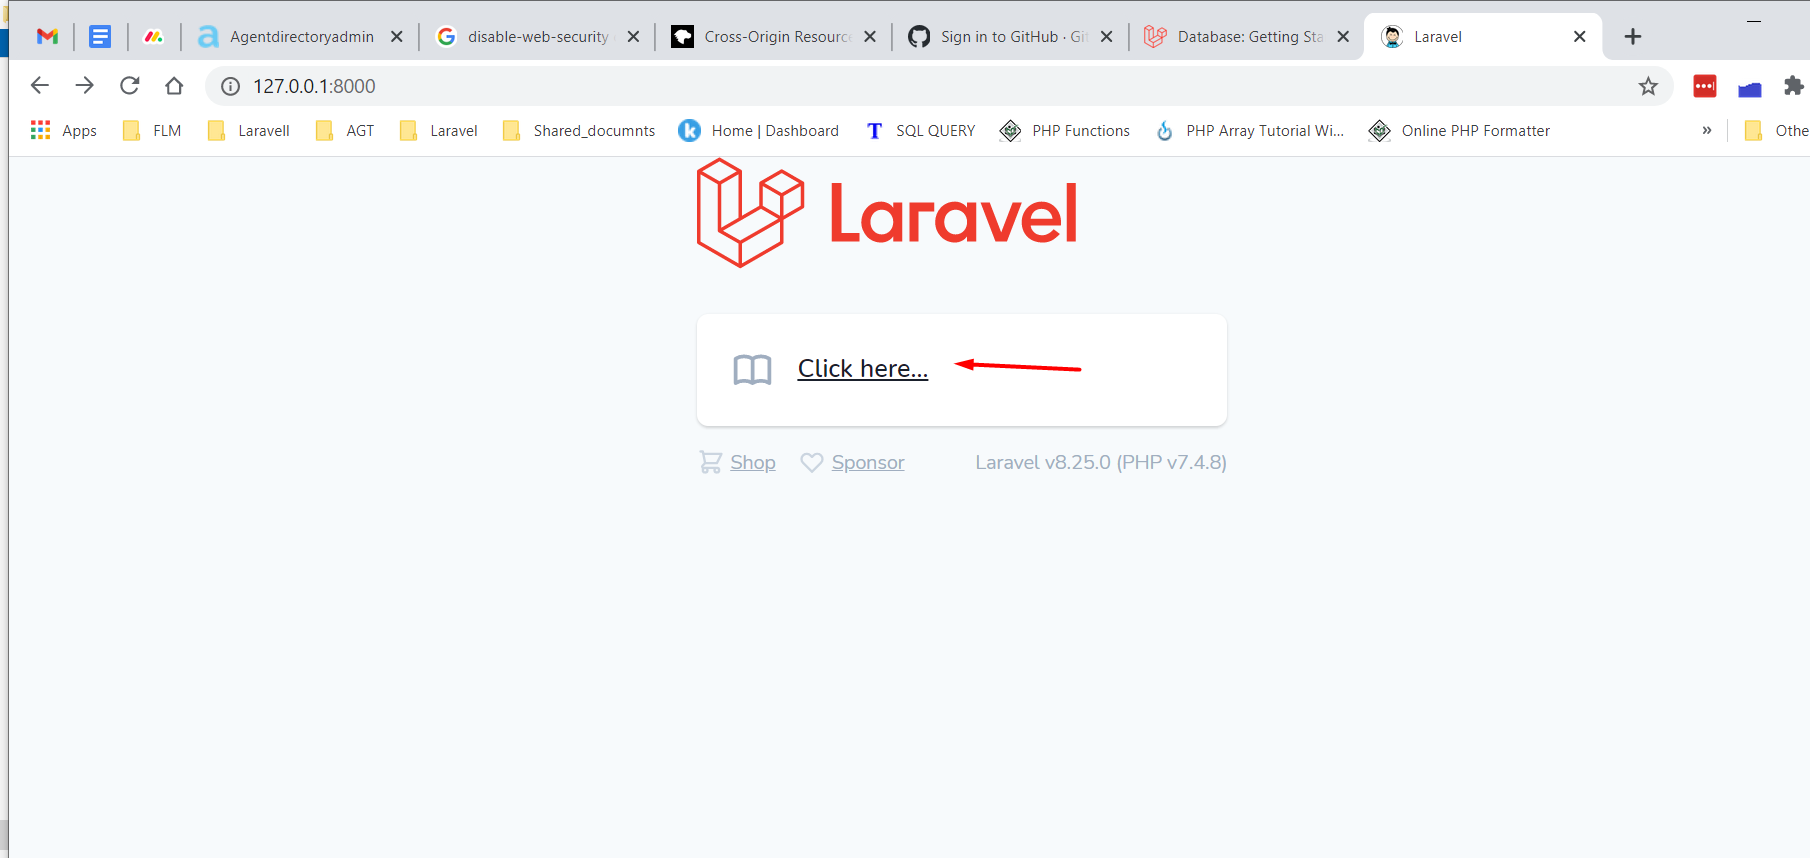 Agentdirectoryadmin
disable-web-security
Cross-Origin Resourc
Sign in to GitHub · Git
Database: Getting Sta
Laravel
127.0.0.1:8000
Apps FLM Laravell AGT Laravel Shared_documnts Home | Dashboard T SQL QUERY PHP Functions PHP Array Tutorial Wi... Online PHP Formatter » Othe
Laravel
Click here...
Shop Sponsor Laravel v8.25.0 (PHP v7.4.8)